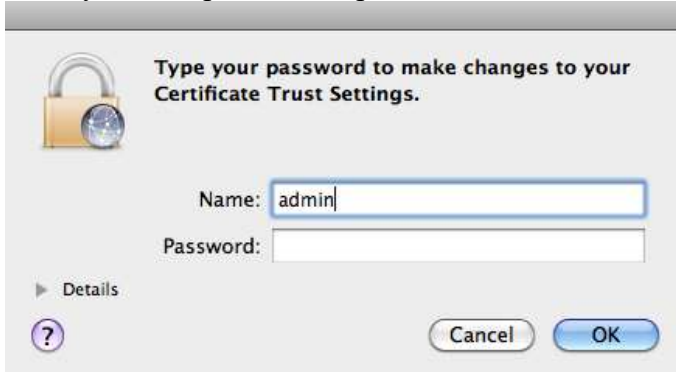 Type your password to make changes to your
Certificate Trust Settings.
Name: admin
Password:
Details
?
Cancel OK